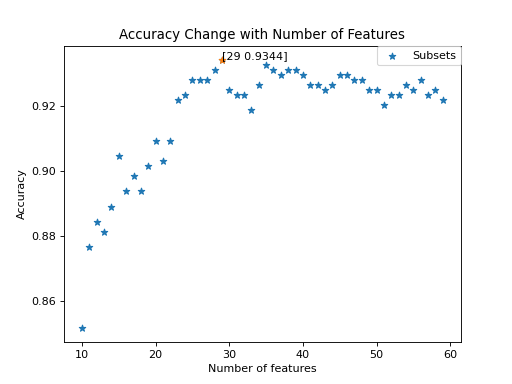 Accuracy Change with Number of Features
[29 0.9344]
Subsets
0.92
0.90
0.88
0.86
Accuracy
10 20 30 40 50 60
Number of features